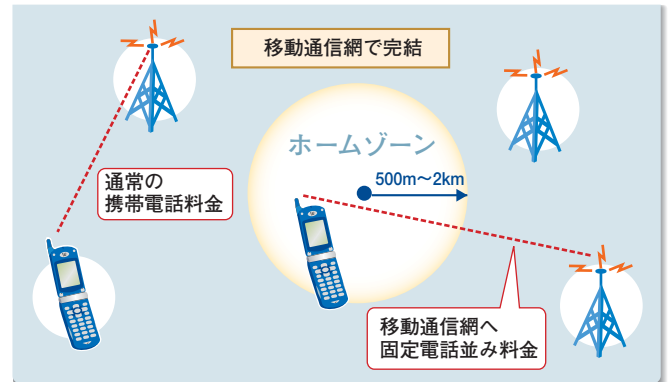 移動通信網で完結
ホームゾーン
500m～2km
通常の
携帯電話料金
移動通信網へ
固定電話並み料金